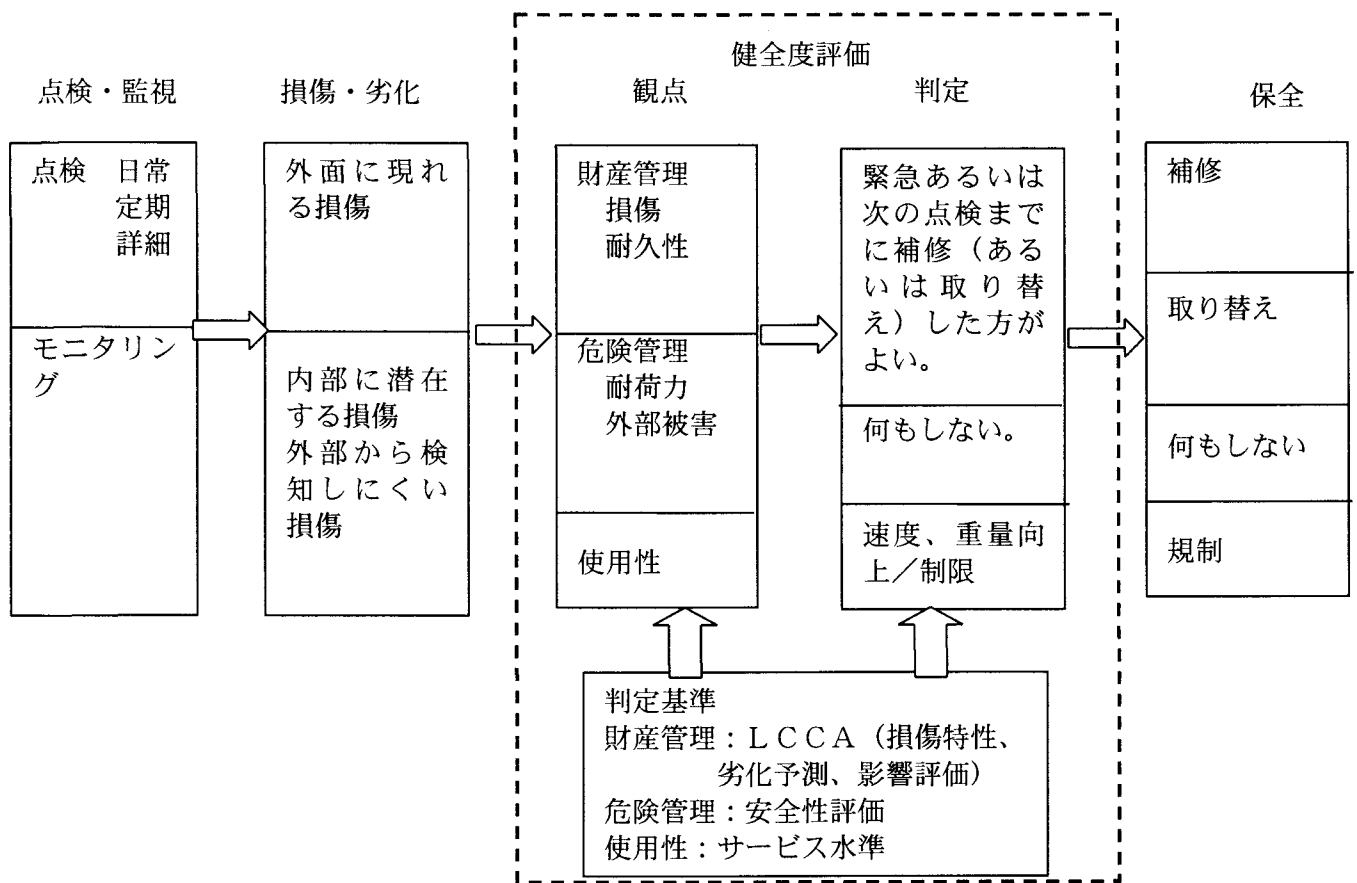 健全度評価
点検・監視
損傷・劣化
観点
判定
保全
点検 日常
定期
詳細
モニタリン
グ
外面に現れ
る損傷
内部に潜在
する損傷
外部から検
知しにくい
損傷
財産管理
損傷
耐久性
危険管理
耐荷力
外部被害
使用性
緊急あるいは
次の点検まで
に補修（ある
いは取り替
え）した方が
よい。
何もしない。
速度、重量向
上／制限
補修
取り替え
何もしない
規制
判定基準
財産管理：ＬＣＣＡ（損傷特性、
劣化予測、影響評価）
危険管理：安全性評価
使用性：サービス水準